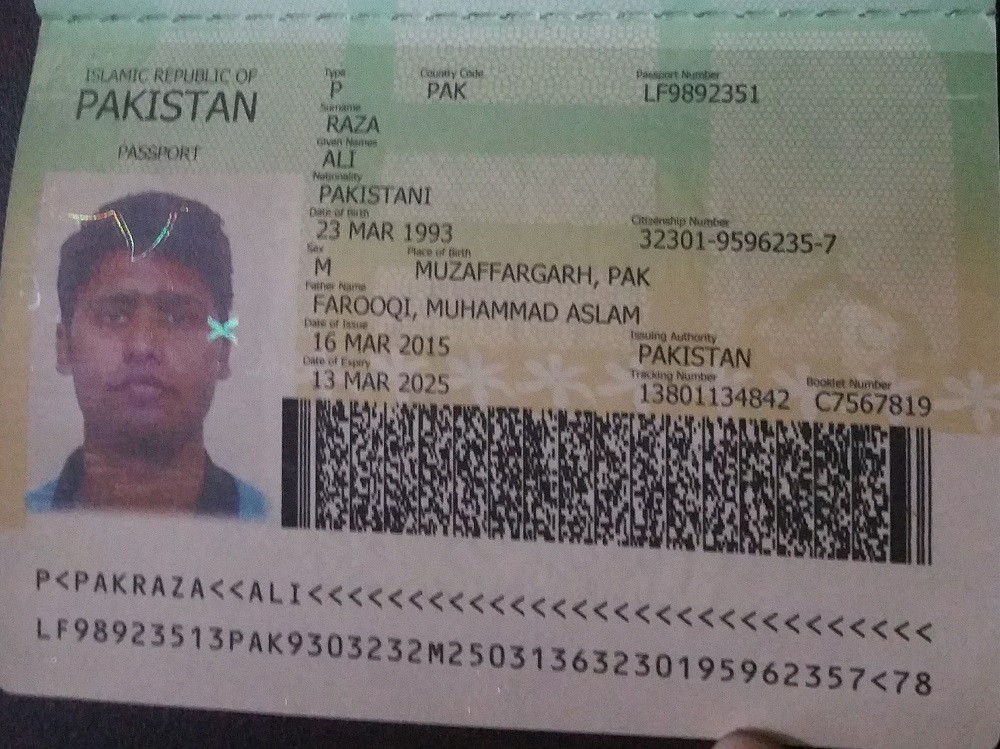 ISLAMIC REPUBLIC OF
PAKISTAN
PASSPORT
Type Country Code Passport Number
P PAK LF9892351
Surname
RAZA
Given Names
ALI
Nationality
PAKISTANI
Date of Birth Citizenship Number
23 MAR 1993 32301-9596235-7
Sex Place of Birth
M MUZAFFARGARH, PAK
Father Name
FAROOQI, MUHAMMAD ASLAM
Date of Issue Issuing Authority
16 MAR 2015 PAKISTAN
Date of Expiry Tracking Number Booklet Number
13 MAR 2025 13801134842 C7567819
P<PAKRAZA<<ALI<<<<<<<<<<<<<<<<<<<<<<<<<<<<<<
LF98923513PAK9303232M25031363230195962357<78